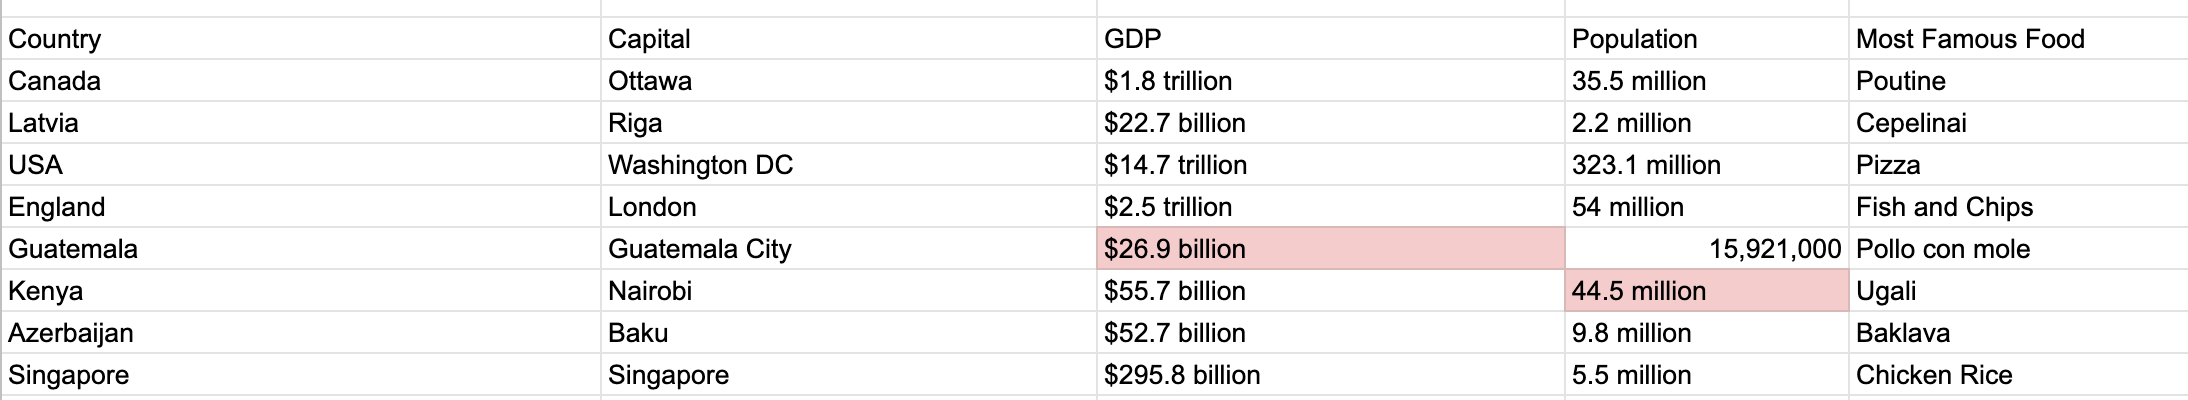 Country Capital GDP Population Most Famous Food
Canada Ottawa $1.8 trillion 35.5 million Poutine
Latvia Riga $22.7 billion 2.2 million Cepelinai
USA Washington DC $14.7 trillion 323.1 million Pizza
England London $2.5 trillion 54 million Fish and Chips
Guatemala Guatemala City $26.9 billion 15,921,000 Pollo con mole
Kenya Nairobi $55.7 billion 44.5 million Ugali
Azerbaijan Baku $52.7 billion 9.8 million Baklava
Singapore Singapore $295.8 billion 5.5 million Chicken Rice